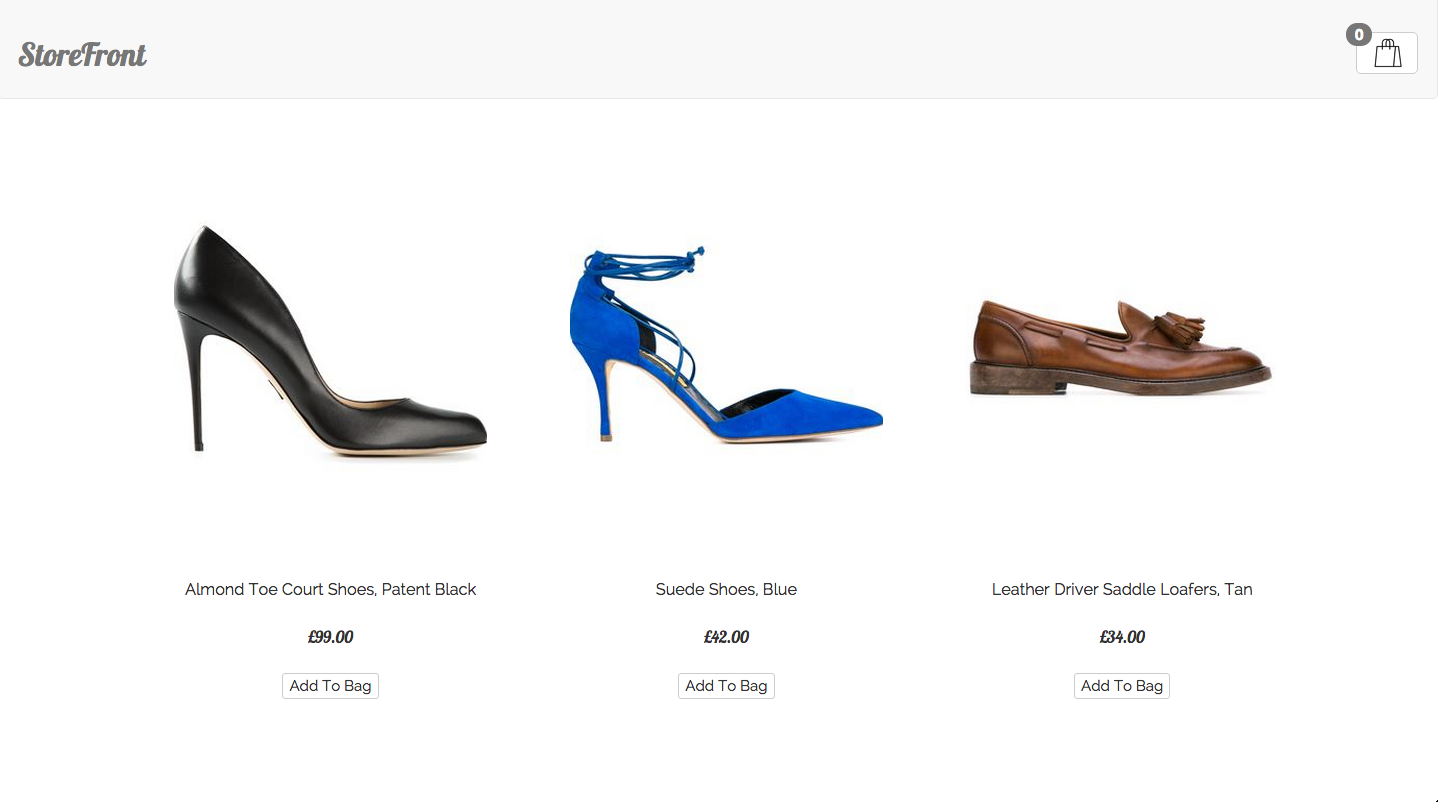 StoreFront
0
Almond Toe Court Shoes, Patent Black
Suede Shoes, Blue
Leather Driver Saddle Loafers, Tan
£99.00
£42.00
£34.00
Add To Bag
Add To Bag
Add To Bag